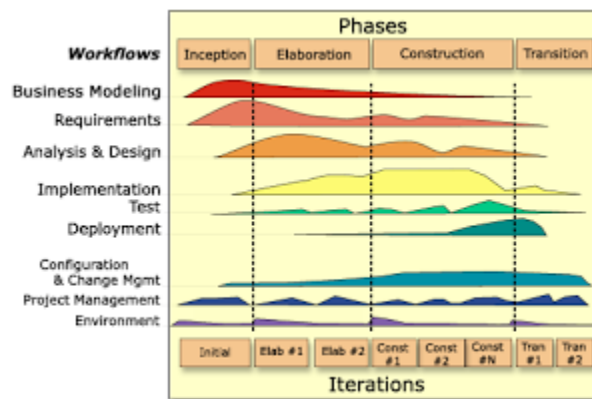 Phases
Workflows
Inception Elaboration Construction Transition
Business Modeling
Requirements
Analysis & Design
Implementation
Test
Deployment
Configuration
& Change Mgmt
Project Management
Environment
Initial Elab #1 Elab #2 Const #1 Const #2 Const #N Tran #1 Tran #2
Iterations